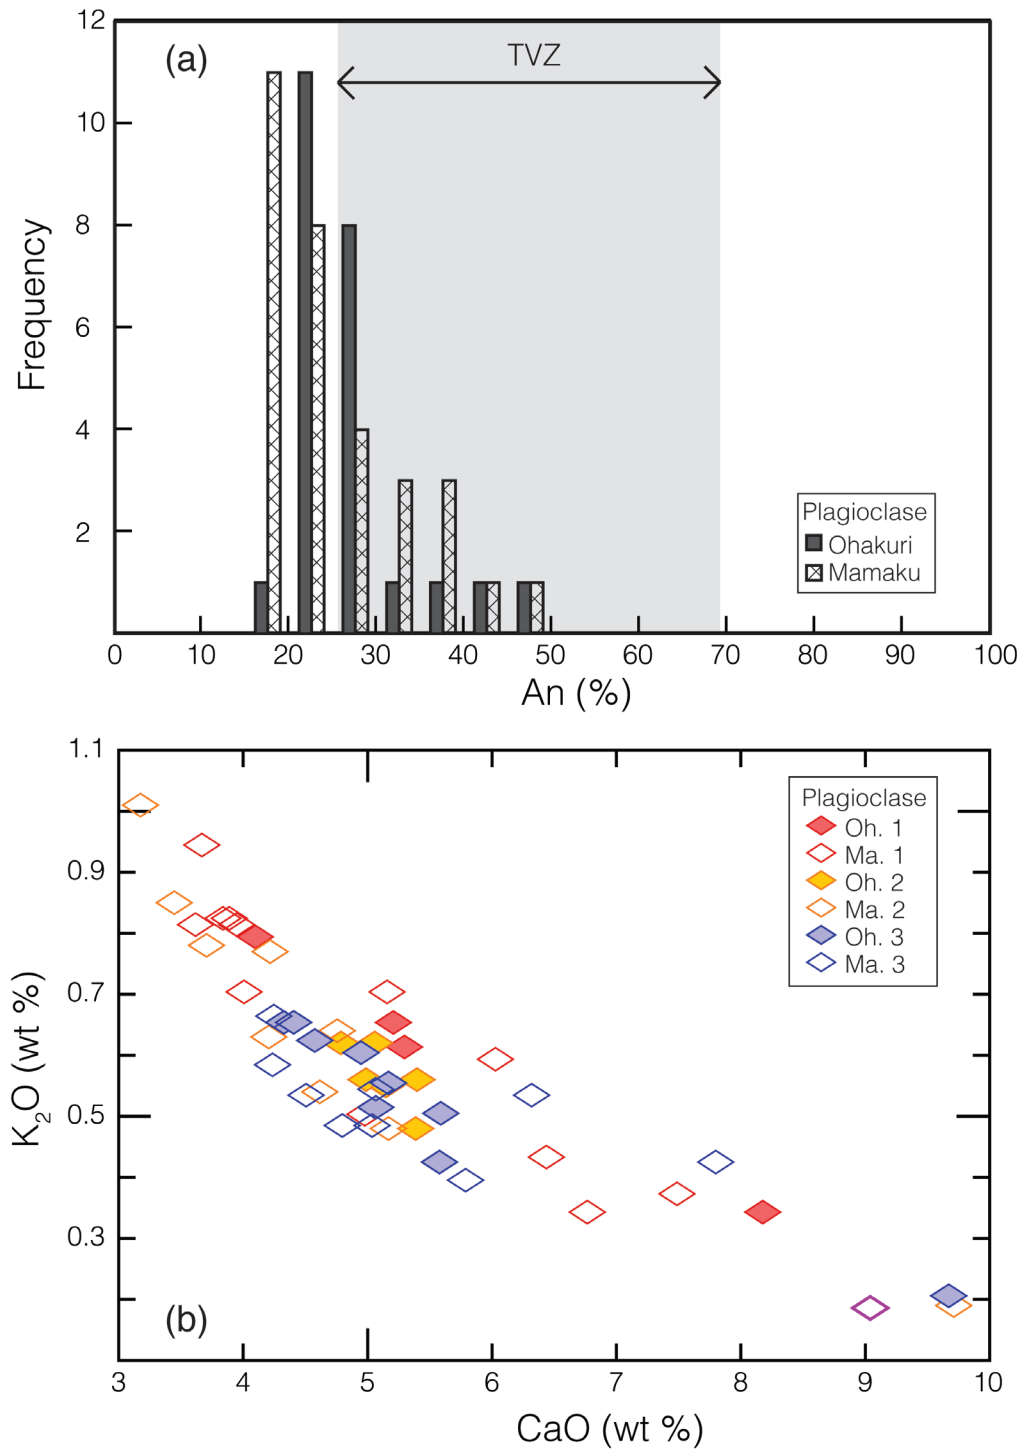 12
(a)
TVZ
10
8
6
4
2
Frequency
Plagioclase
Ohakuri
Mamaku
0 10 20 30 40 50 60 70 80 90 100
An (%)
1.1
0.9
0.7
0.5
0.3
K₂O (wt %)
Plagioclase
Oh. 1
Ma. 1
Oh. 2
Ma. 2
Oh. 3
Ma. 3
(b)
3 4 5 6 7 8 9 10
CaO (wt %)